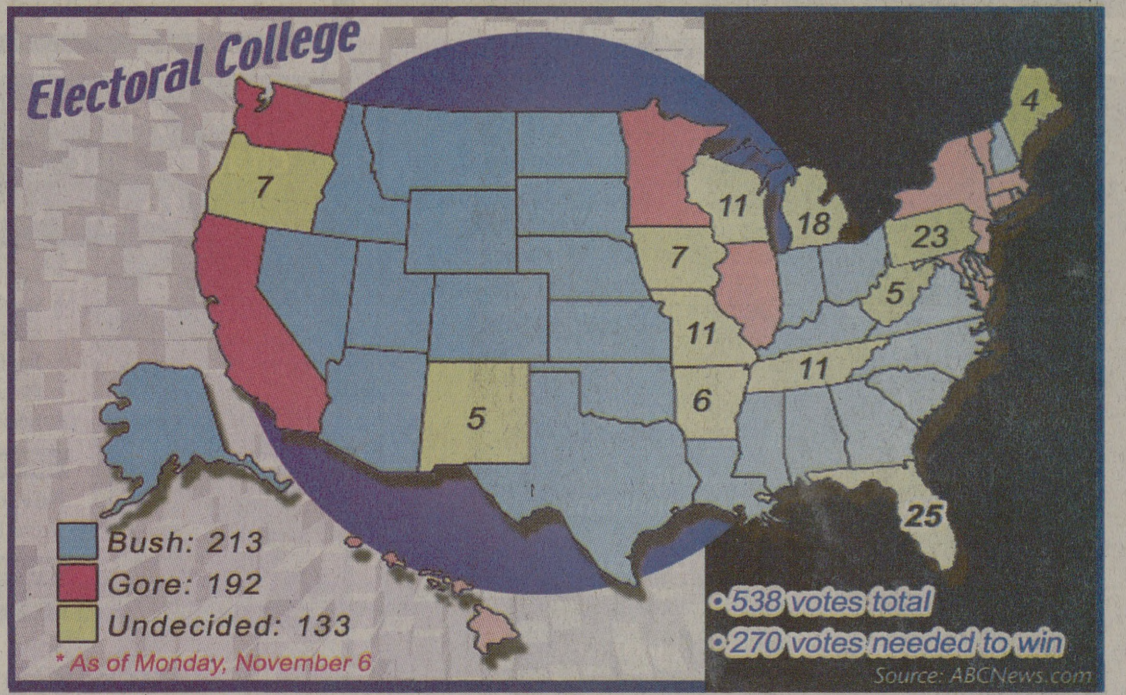 Electoral College
4
7
11
18
23
7
5
11
11
6
5
25
Bush: 213
Gore: 192
Undecided: 133
* As of Monday, November 6
• 538 votes total
• 270 votes needed to win
Source: ABCNews.com